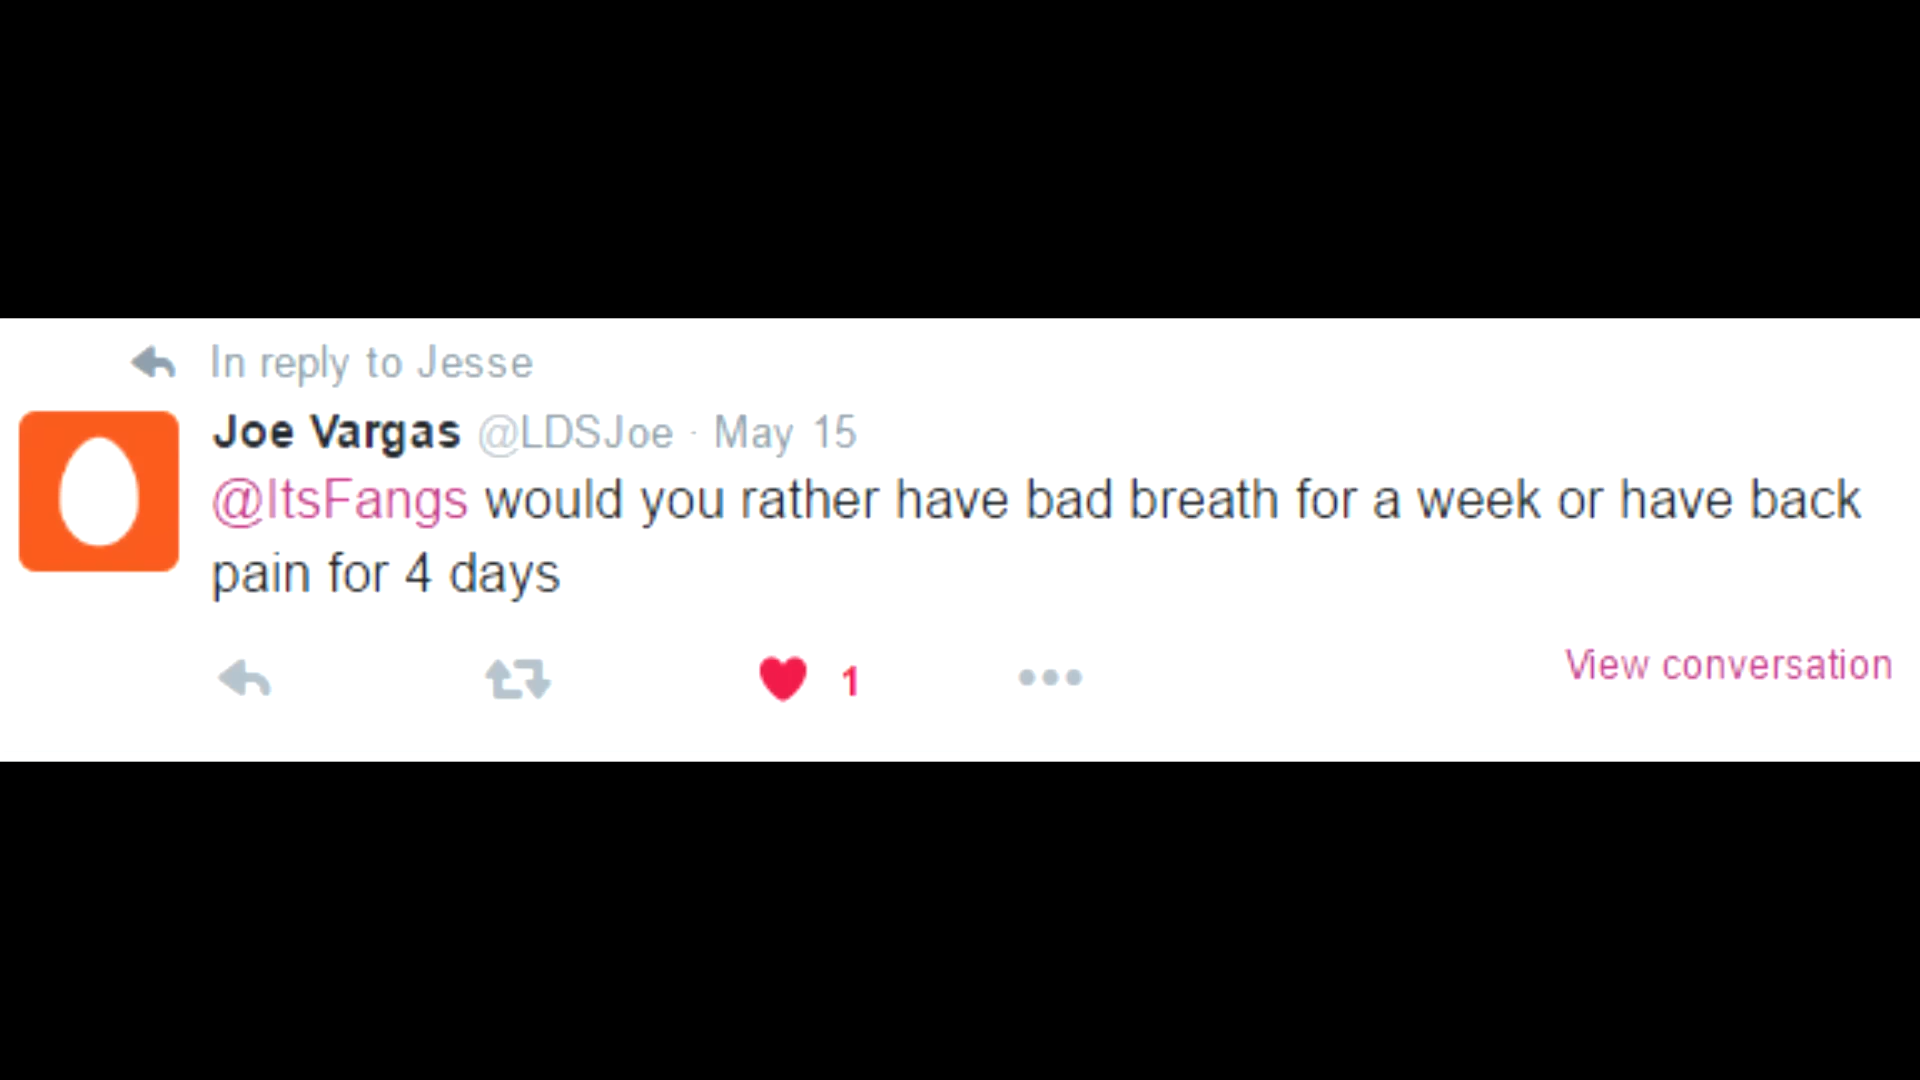 In reply to Jesse
Joe Vargas @LDSJoe · May 15
@ItsFangs would you rather have bad breath for a week or have back
pain for 4 days
1
View conversation